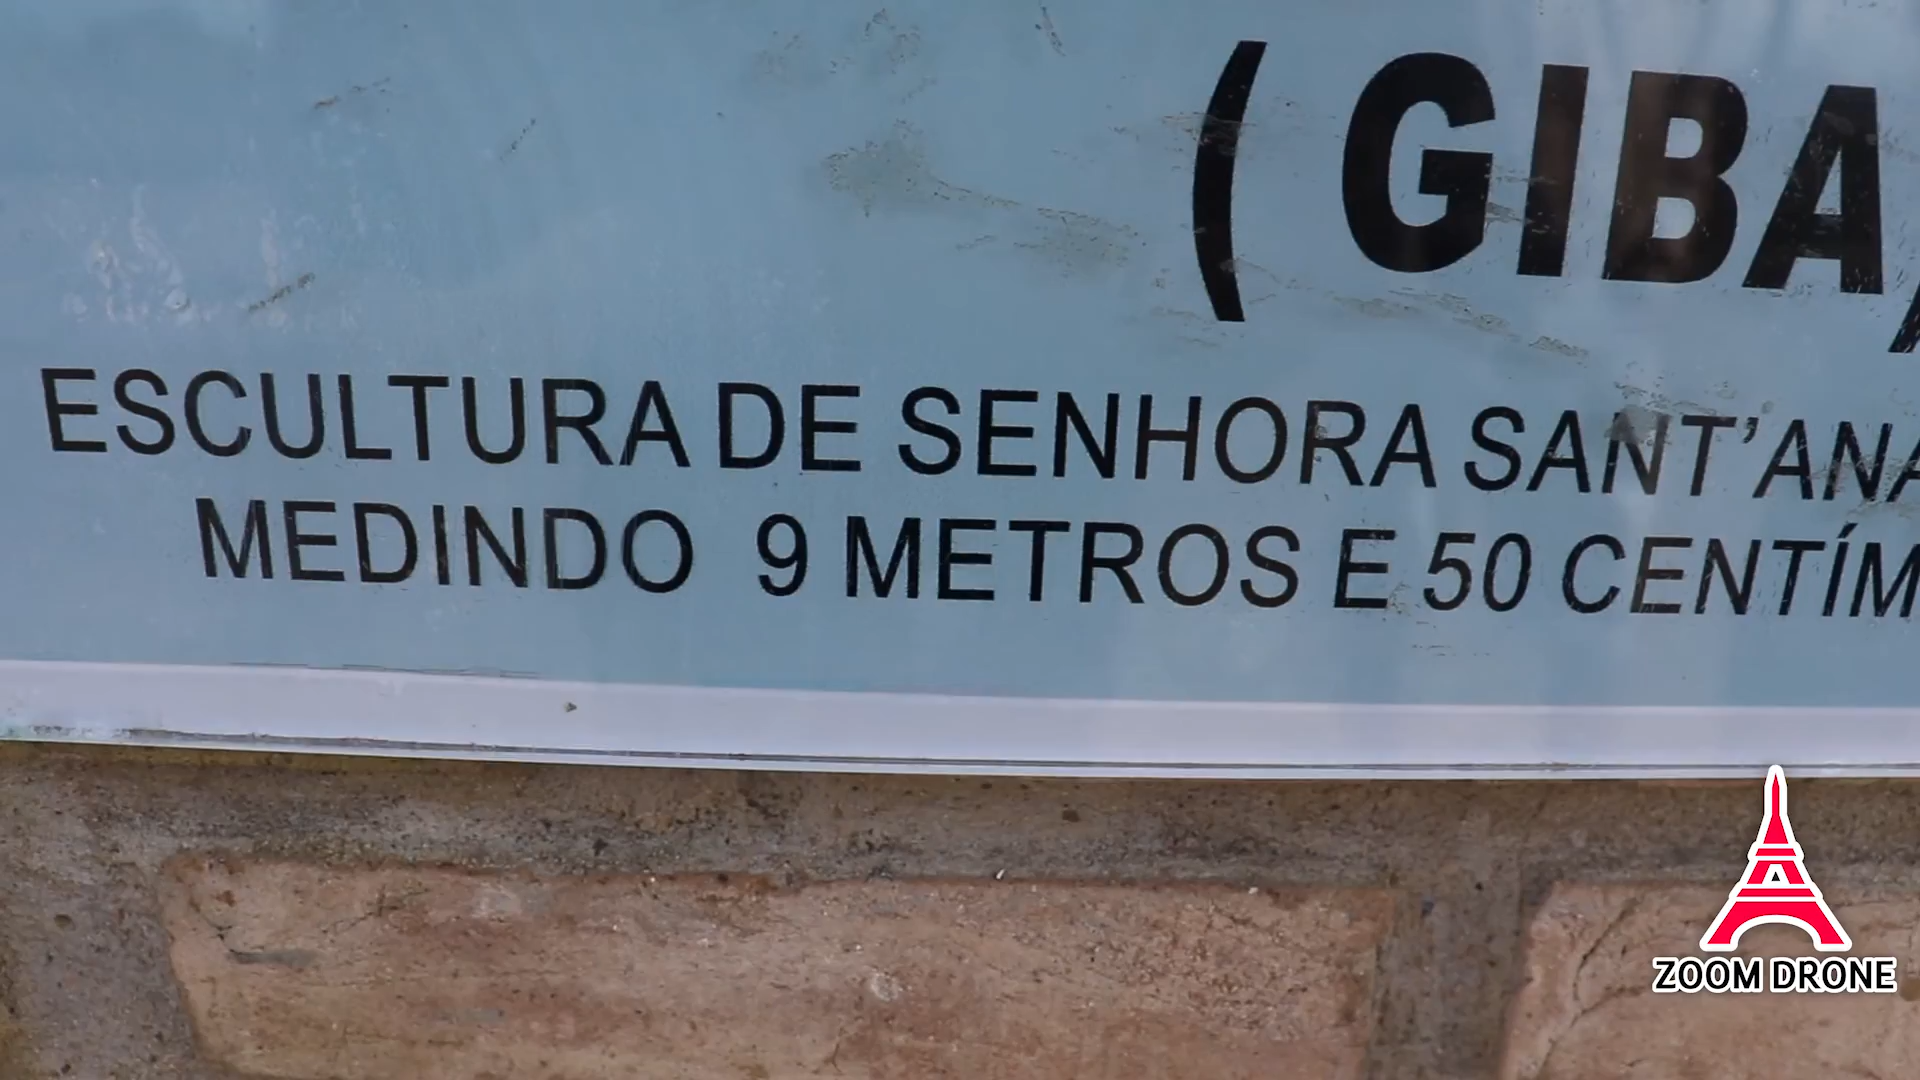 ( GIBA)
ESCULTURA DE SENHORA SANT’ANA
MEDINDO 9 METROS E 50 CENTÍM
ZOOM DRONE